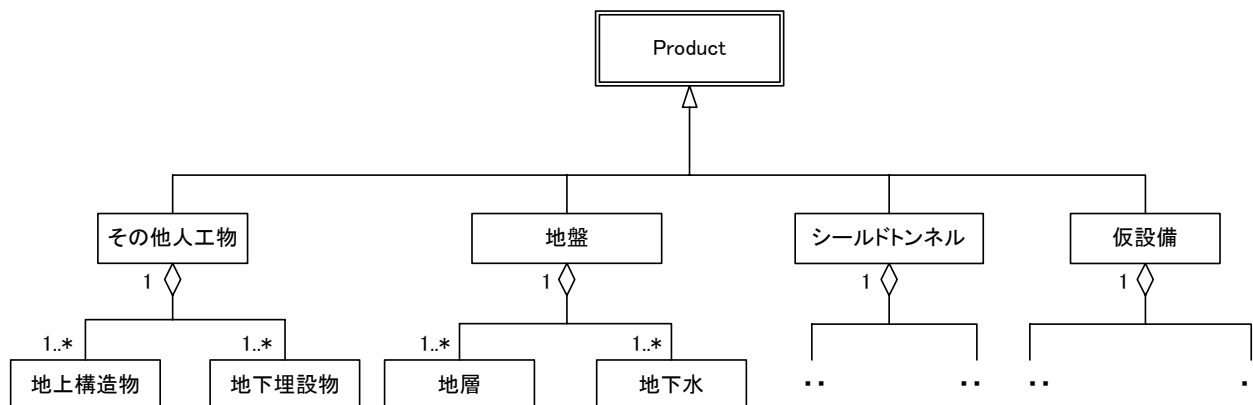 Product
その他人工物
地盤
シールドトンネル
仮設備
1
1
1
1
1..*
1..*
1..*
1..*
地上構造物
地下埋設物
地層
地下水